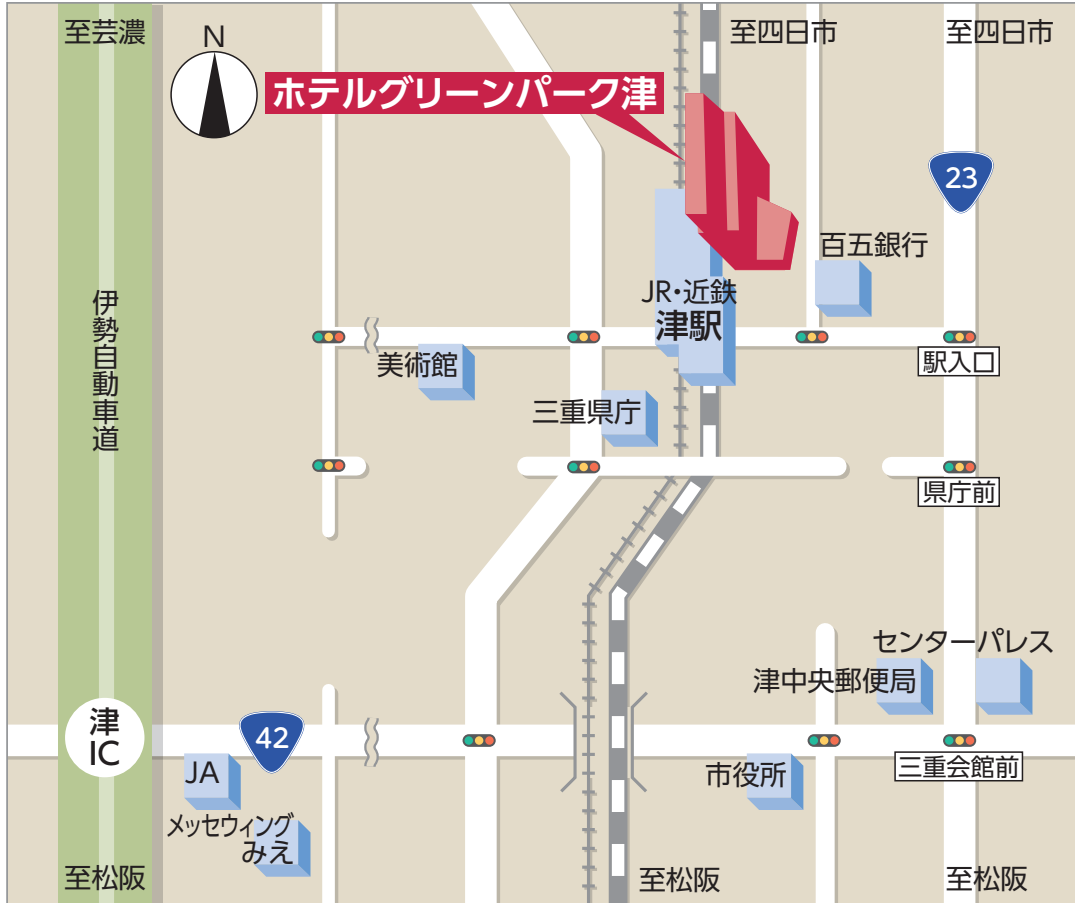 至芸濃
N
至四日市
至四日市
ホテルグリーンパーク津
23
百五銀行
伊勢自動車道
JR・近鉄
津駅
美術館
駅入口
三重県庁
県庁前
センターパレス
津中央郵便局
津
IC
42
JA
市役所
三重会館前
メッセウィング
みえ
至松阪
至松阪
至松阪